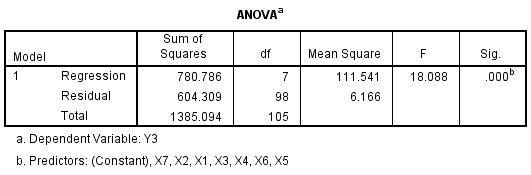 ANOVAa
Model Sum of Squares df Mean Square F Sig.
1 Regression 780.786 7 111.541 18.088 .000b
Residual 604.309 98 6.166
Total 1385.094 105
a. Dependent Variable: Y3
b. Predictors: (Constant), X7, X2, X1, X3, X4, X6, X5